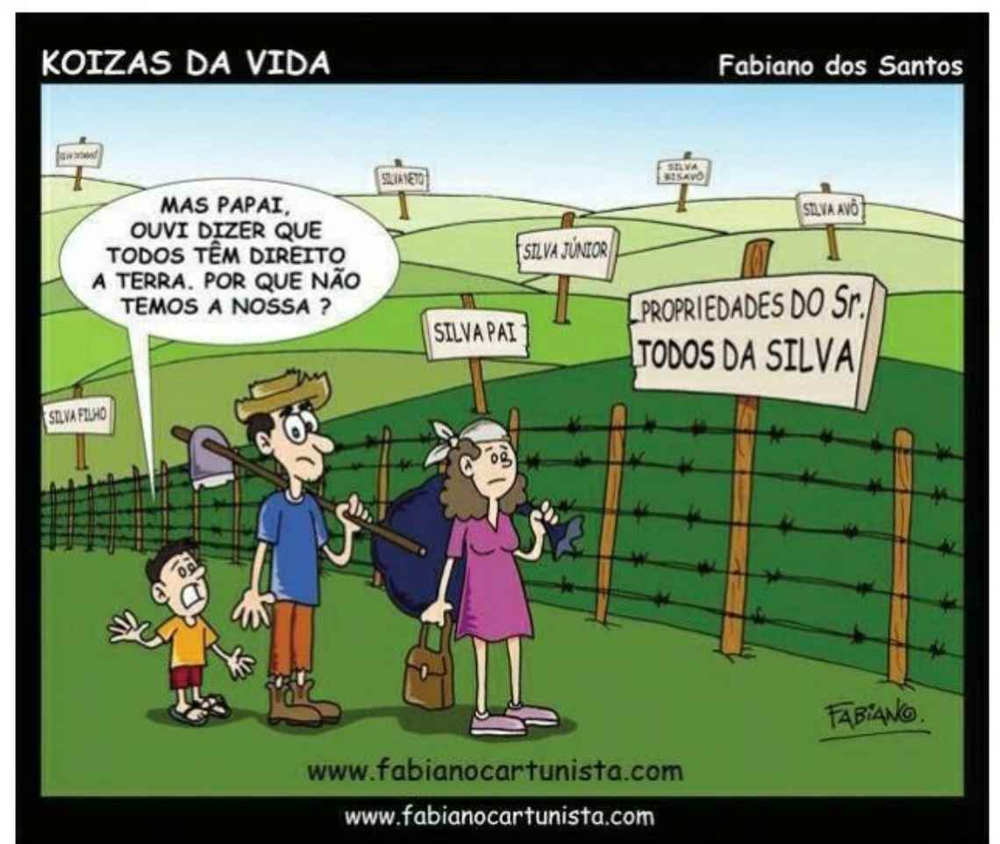 KOIZAS DA VIDA
Fabiano dos Santos
MAS PAPAI,
OUVI DIZER QUE
TODOS TÊM DIREITO
A TERRA. POR QUE NÃO
TEMOS A NOSSA ?
SILVA NETO
SILVA
BISAVÔ
SILVA AVÔ
SILVA JÚNIOR
PROPRIEDADES DO Sr.
TODOS DA SILVA
SILVA PAI
SILVA FILHO
FABIANO.
www.fabianocartunista.com
www.fabianocartunista.com